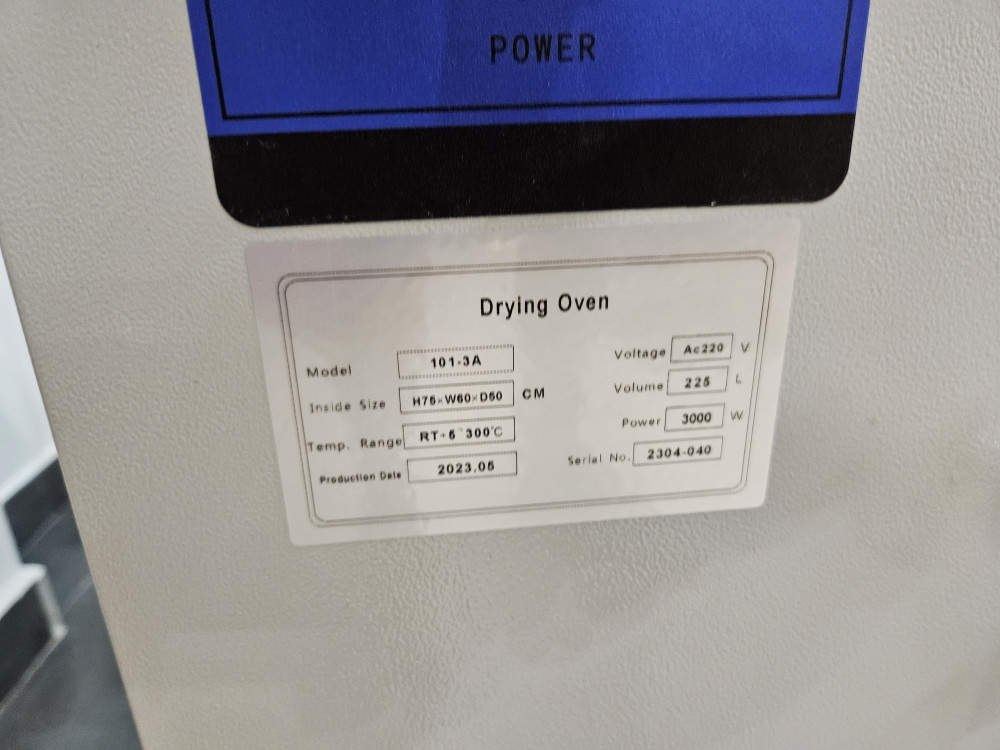 POWER
Drying Oven
Model 101-3A
Inside Size H75×W60×D50 CM
Temp. Range RT+5~300℃
Production Date 2023.05
Voltage Ac220 V
Volume 225 L
Power 3000 W
Serial No. 2304-040